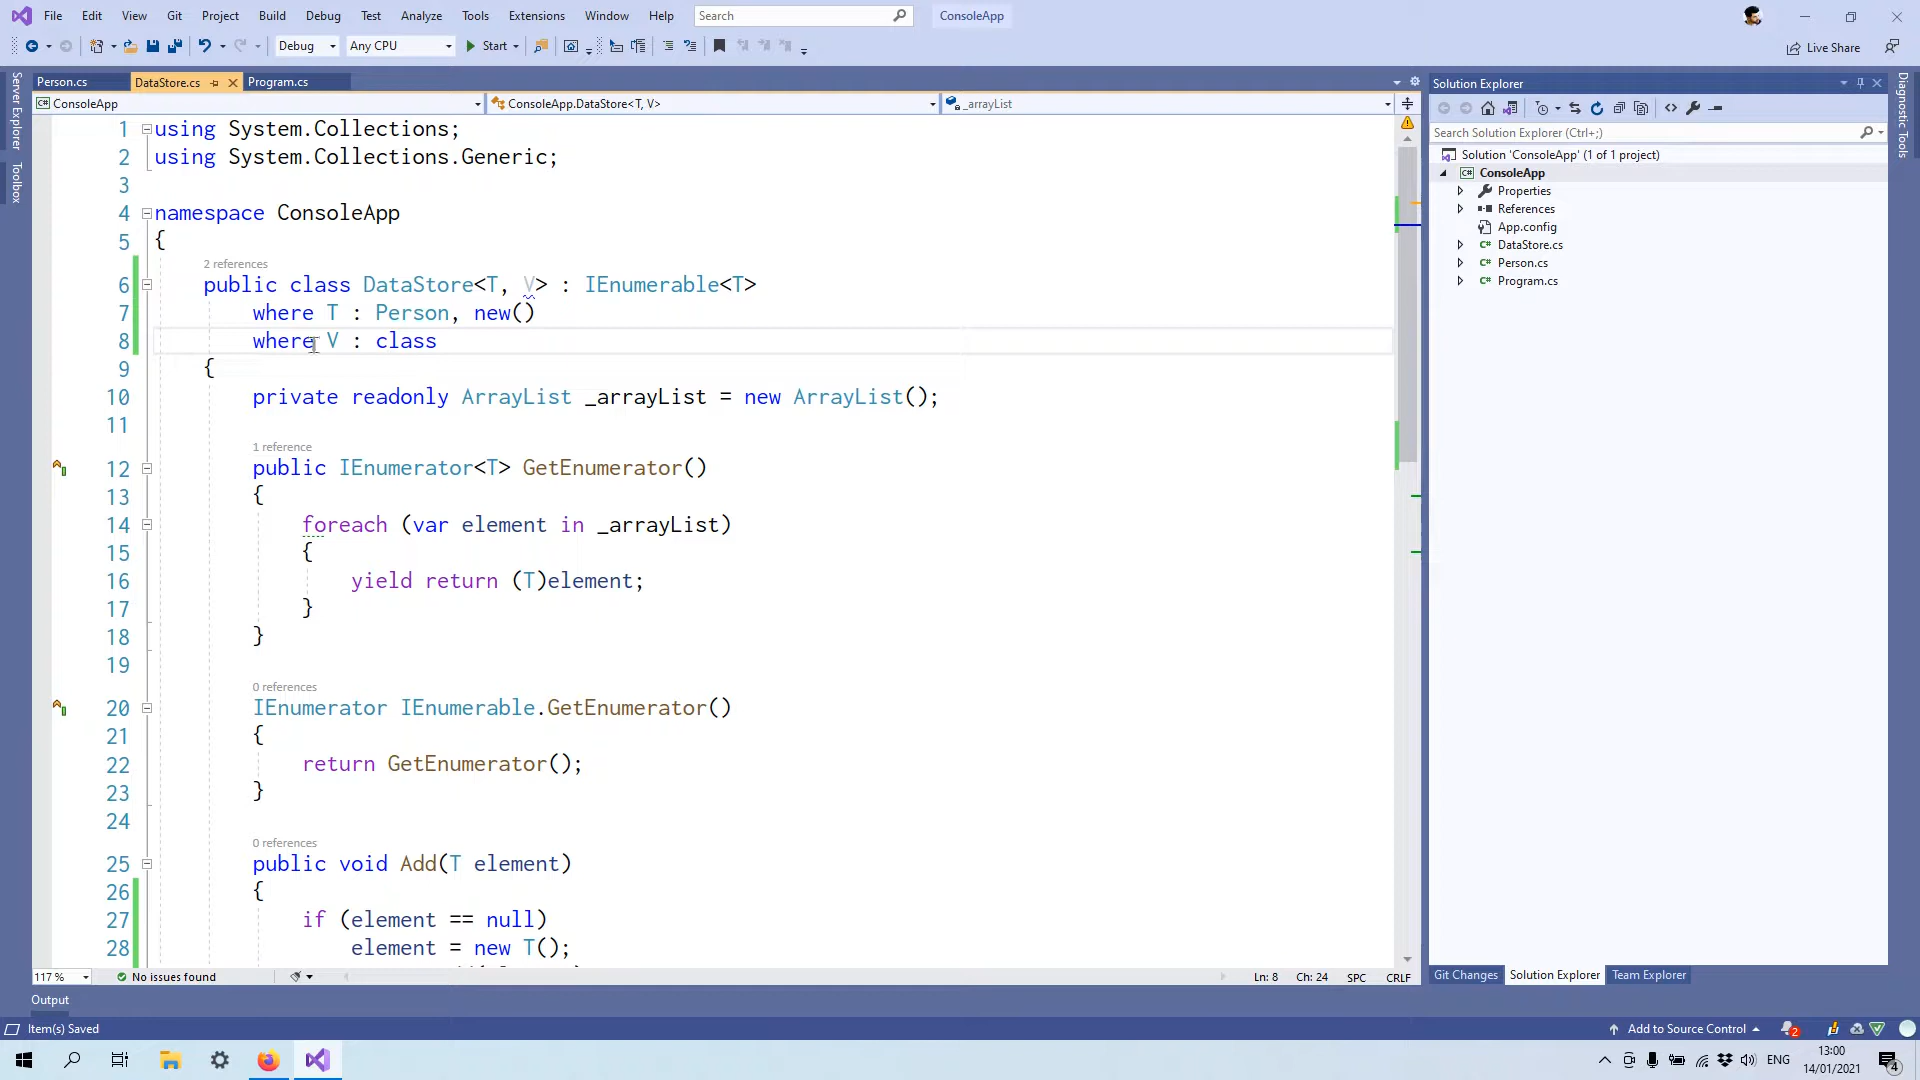 File Edit View Git Project Build Debug Test Analyze Tools Extensions Window Help Search ConsoleApp
Debug Any CPU Start Live Share
Server Explorer
Toolbox
Person.cs DataStore.cs Program.cs
ConsoleApp ConsoleApp.DataStore<T, V> _arrayList
1 using System.Collections;
2 using System.Collections.Generic;
3
4 namespace ConsoleApp
5 {
2 references
6 public class DataStore<T, V> : IEnumerable<T>
7 where T : Person, new()
8 where V : class
9 {
10 private readonly ArrayList _arrayList = new ArrayList();
11
1 reference
12 public IEnumerator<T> GetEnumerator()
13 {
14 foreach (var element in _arrayList)
15 {
16 yield return (T)element;
17 }
18 }
19
0 references
20 IEnumerator IEnumerable.GetEnumerator()
21 {
22 return GetEnumerator();
23 }
24
0 references
25 public void Add(T element)
26 {
27 if (element == null)
28 element = new T();
117 % No issues found Ln: 8 Ch: 24 SPC CRLF
Solution Explorer
Search Solution Explorer (Ctrl+;)
Solution 'ConsoleApp' (1 of 1 project)
C# ConsoleApp
Properties
References
App.config
C# DataStore.cs
C# Person.cs
C# Program.cs
Git Changes Solution Explorer Team Explorer
Diagnostic Tools
Output
Item(s) Saved Add to Source Control 2
ENG 13:00
14/01/2021 4